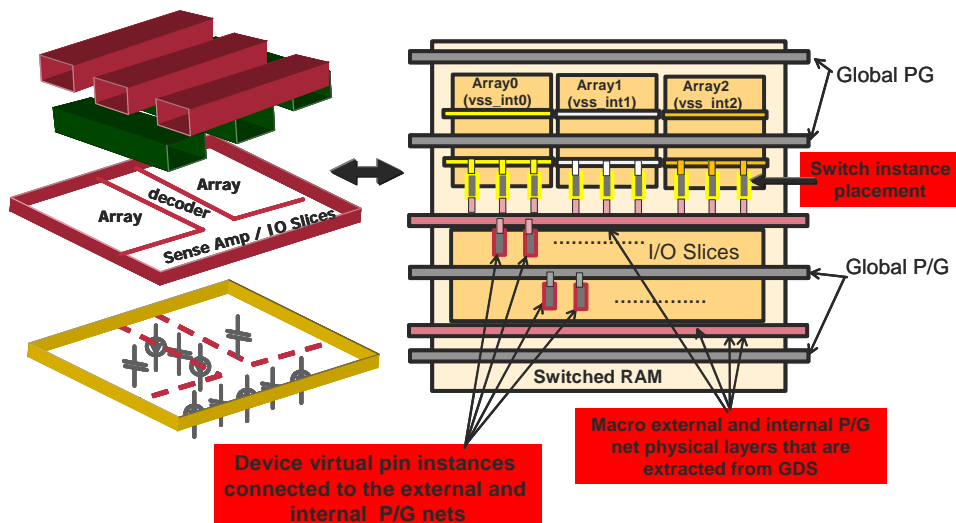 Array
decoder
Array
Sense Amp / IO Slices
Array0
(vss_int0)
Array1
(vss_int1)
Array2
(vss_int2)
Global PG
Switch instance
placement
I/O Slices
Global P/G
Switched RAM
Device virtual pin instances
connected to the external and
internal P/G nets
Macro external and internal P/G
net physical layers that are
extracted from GDS